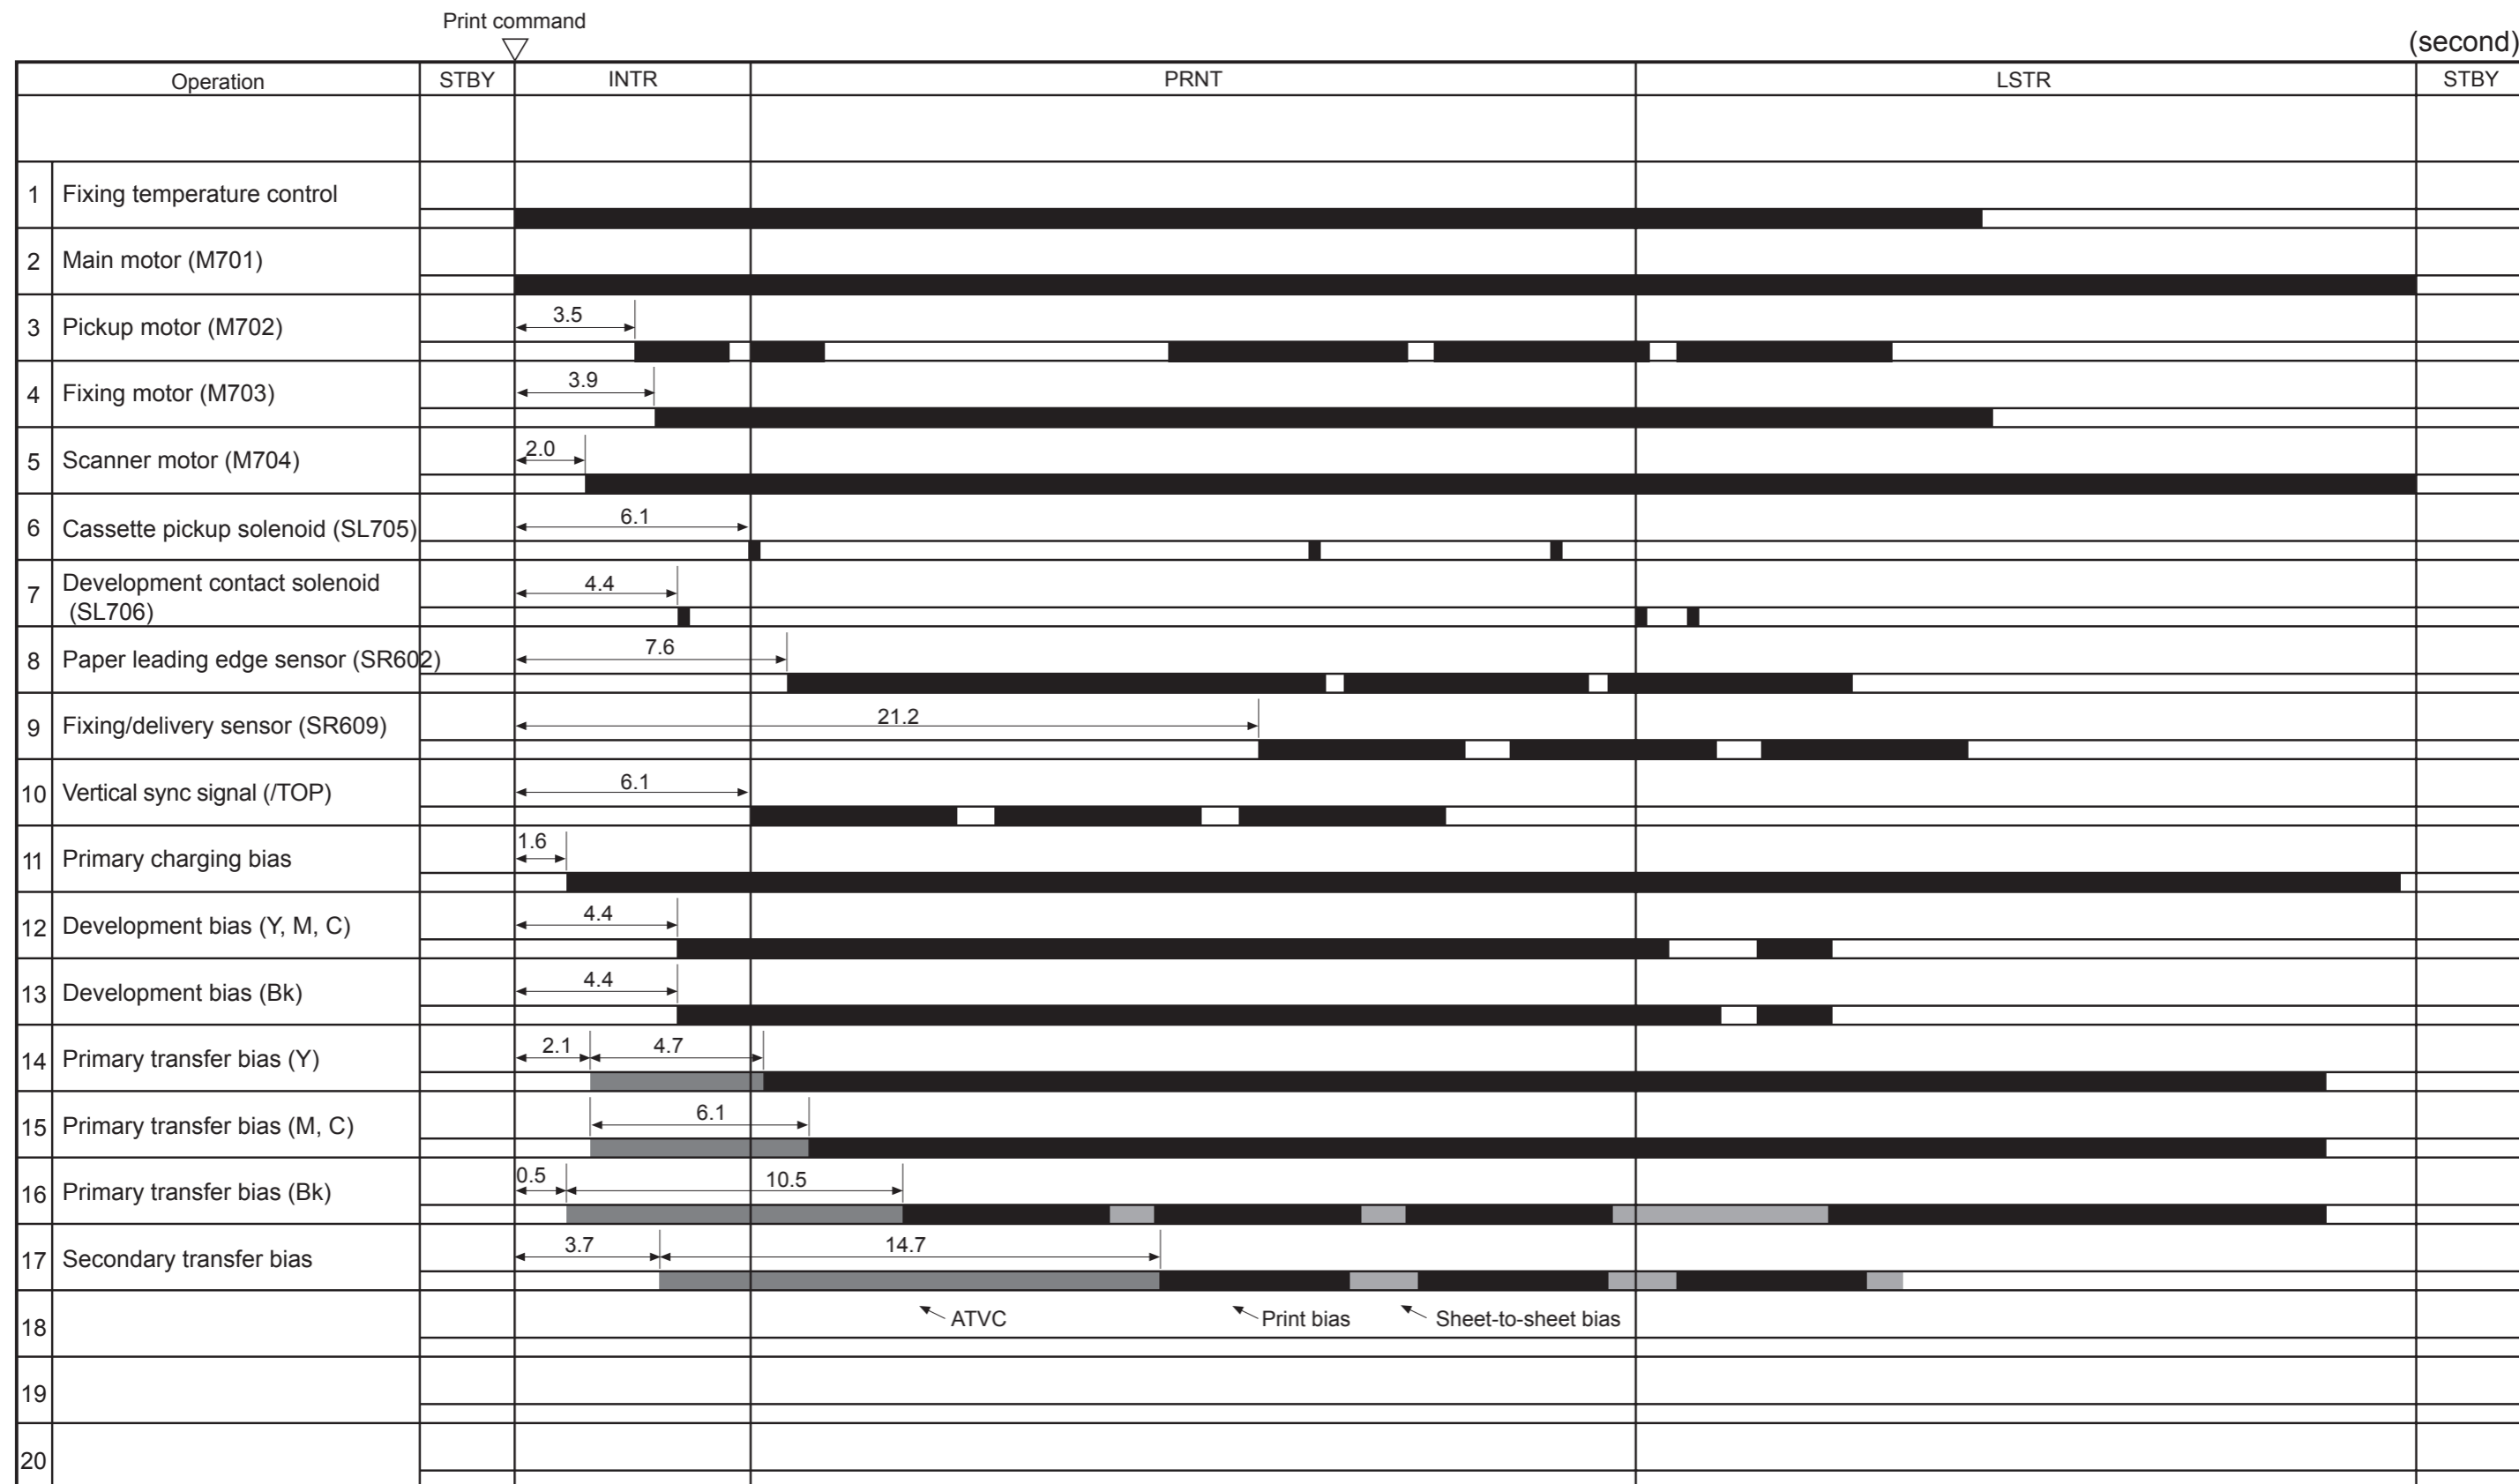 Print command
(second)
Operation STBY INTR PRNT LSTR STBY
1 Fixing temperature control
2 Main motor (M701)
3 Pickup motor (M702) 3.5
4 Fixing motor (M703) 3.9
5 Scanner motor (M704) 2.0
6 Cassette pickup solenoid (SL705) 6.1
7 Development contact solenoid 4.4
(SL706)
8 Paper leading edge sensor (SR602) 7.6
9 Fixing/delivery sensor (SR609) 21.2
10 Vertical sync signal (/TOP) 6.1
11 Primary charging bias 1.6
12 Development bias (Y, M, C) 4.4
13 Development bias (Bk) 4.4
14 Primary transfer bias (Y) 2.1 4.7
15 Primary transfer bias (M, C) 6.1
16 Primary transfer bias (Bk) 0.5 10.5
17 Secondary transfer bias 3.7 14.7
18 ATVC Print bias Sheet-to-sheet bias
19
20